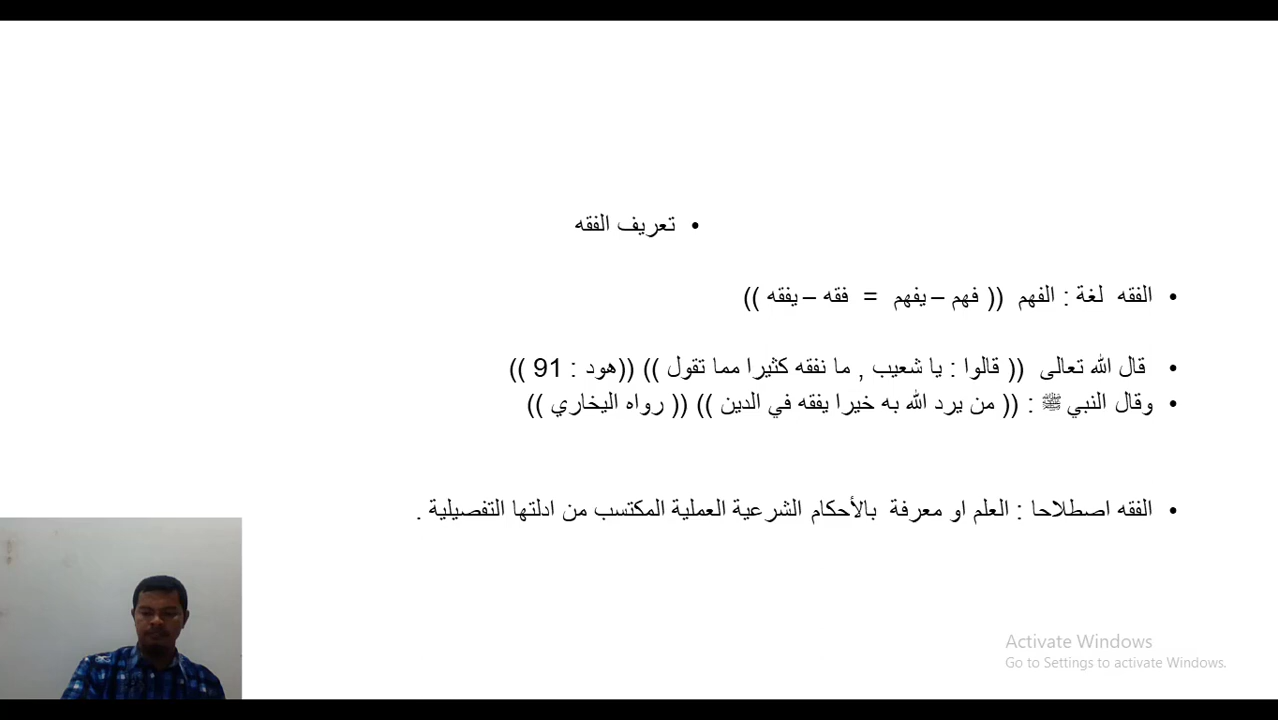 • تعريف الفقه
• الفقه لغة : الفهم (( فهم – يفهم = فقه – يفقه ))
• قال الله تعالى (( قالوا : يا شعيب , ما نفقه كثيرا مما تقول )) ((هود : 91 ))
• وقال النبي ﷺ : (( من يرد الله به خيرا يفقه في الدين )) (( رواه اليخاري ))
• الفقه اصطلاحا : العلم او معرفة بالأحكام الشرعية العملية المكتسب من ادلتها التفصيلية .
Activate Windows
Go to Settings to activate Windows.